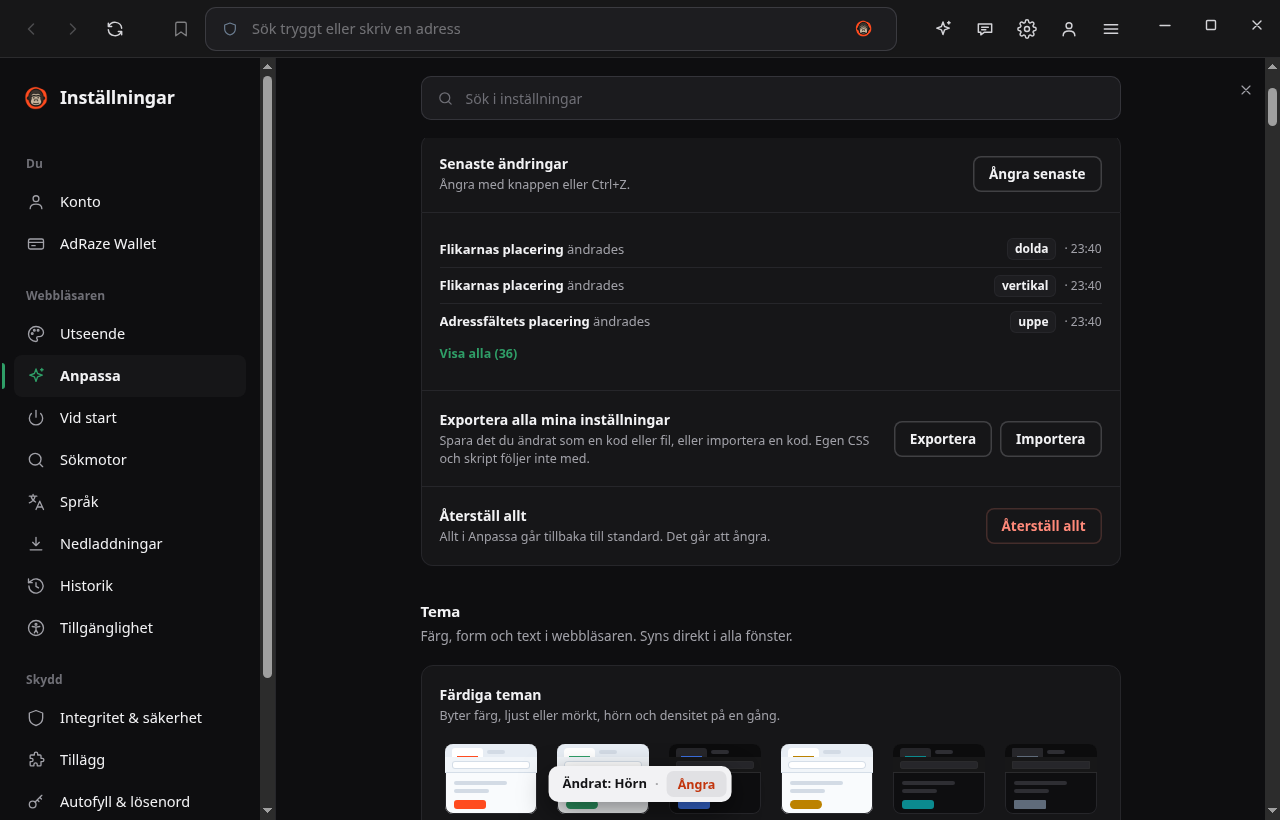 Sök tryggt eller skriv en adress
Inställningar
Du
Konto
AdRaze Wallet
Webbläsaren
Utseende
Anpassa
Vid start
Sökmotor
Språk
Nedladdningar
Historik
Tillgänglighet
Skydd
Integritet & säkerhet
Tillägg
Autofyll & lösenord
Sök i inställningar
Senaste ändringar
Ångra med knappen eller Ctrl+Z.
Ångra senaste
Flikarnas placering ändrades dolda · 23:40
Flikarnas placering ändrades vertikal · 23:40
Adressfältets placering ändrades uppe · 23:40
Visa alla (36)
Exportera alla mina inställningar
Spara det du ändrat som en kod eller fil, eller importera en kod. Egen CSS
och skript följer inte med.
Exportera
Importera
Återställ allt
Allt i Anpassa går tillbaka till standard. Det går att ångra.
Återställ allt
Tema
Färg, form och text i webbläsaren. Syns direkt i alla fönster.
Färdiga teman
Byter färg, ljust eller mörkt, hörn och densitet på en gång.
Ändrat: Hörn · Ångra